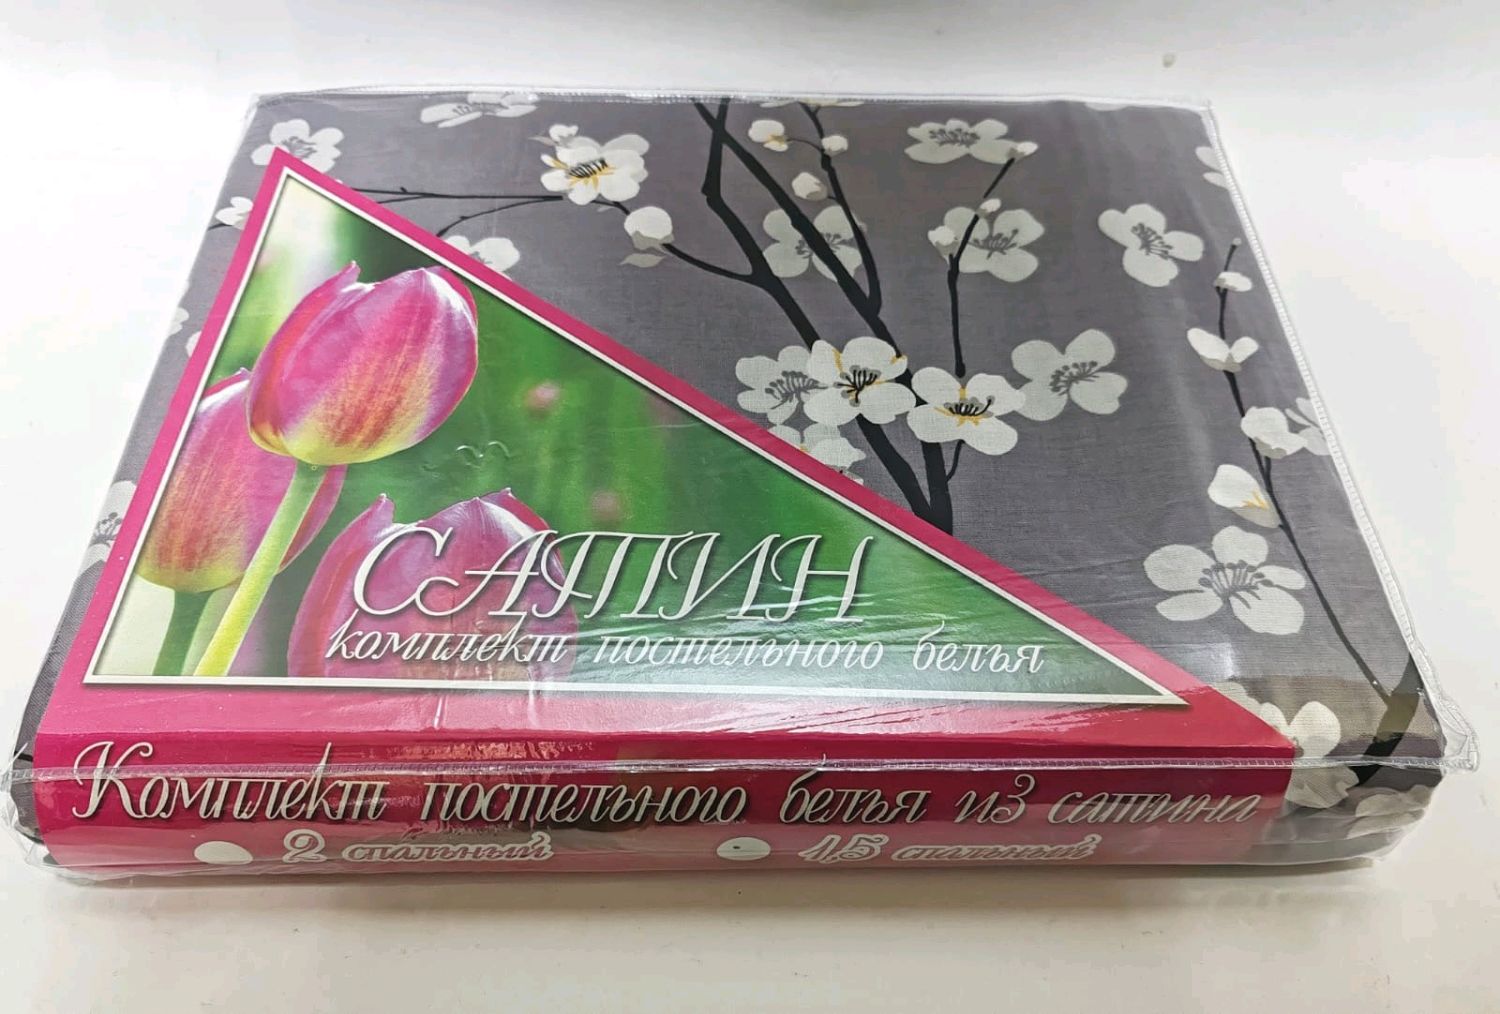 САТИН
комплект постельного белья
Комплект постельного белья из сатина
2 спальный 1,5 спальный